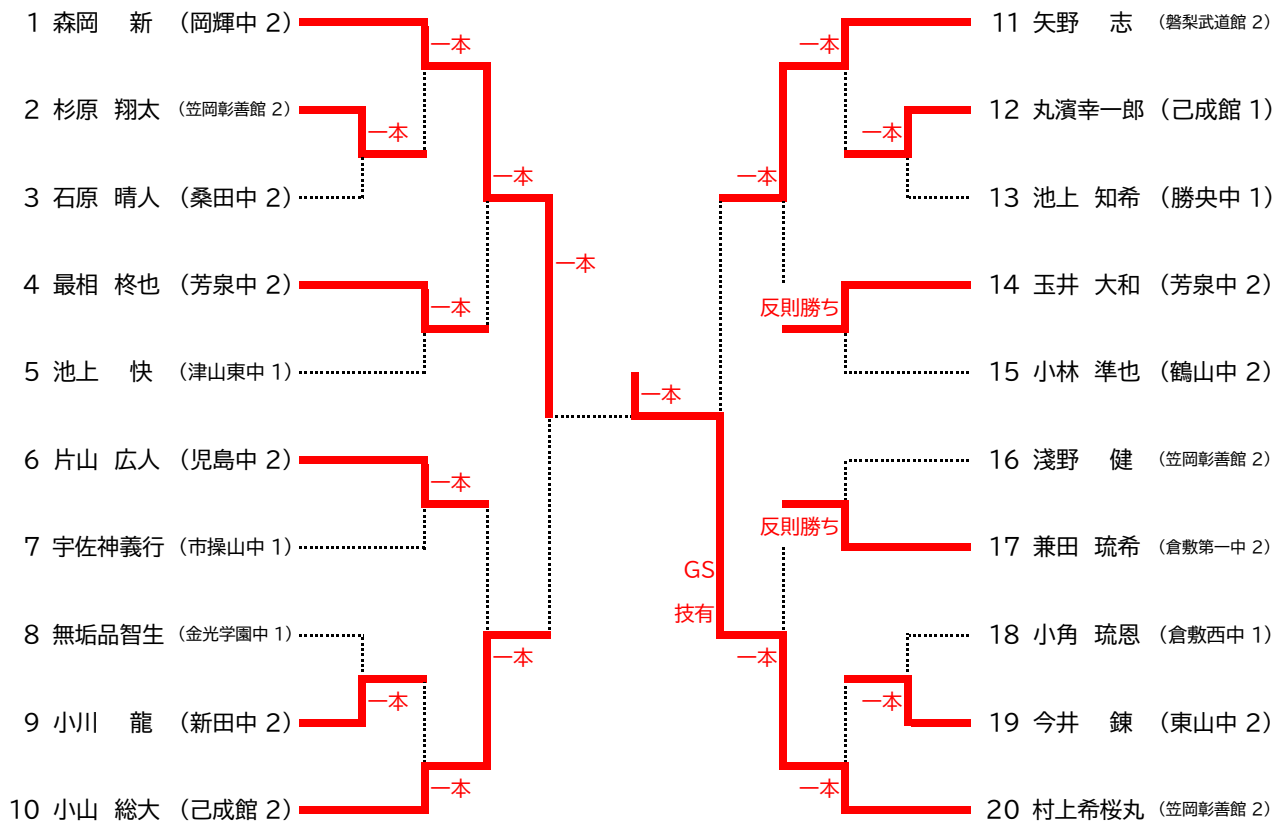 1 森岡 新 (岡輝中 2)
2 杉原 翔太 (笠岡彰善館 2)
3 石原 晴人 (桑田中 2)
4 最相 柊也 (芳泉中 2)
5 池上 快 (津山東中 1)
6 片山 広人 (児島中 2)
7 宇佐神義行 (市操山中 1)
8 無垢品智生 (金光学園中 1)
9 小川 龍 (新田中 2)
10 小山 総大 (己成館 2)
一本
一本
一本
一本
一本
一本
一本
一本
一本
一本
GS
技有
一本
一本
一本
反則勝ち
反則勝ち
一本
一本
一本
11 矢野 志 (磐梨武道館 2)
12 丸濱幸一郎 (己成館 1)
13 池上 知希 (勝央中 1)
14 玉井 大和 (芳泉中 2)
15 小林 準也 (鶴山中 2)
16 淺野 健 (笠岡彰善館 2)
17 兼田 琉希 (倉敷第一中 2)
18 小角 琉恩 (倉敷西中 1)
19 今井 錬 (東山中 2)
20 村上希桜丸 (笠岡彰善館 2)